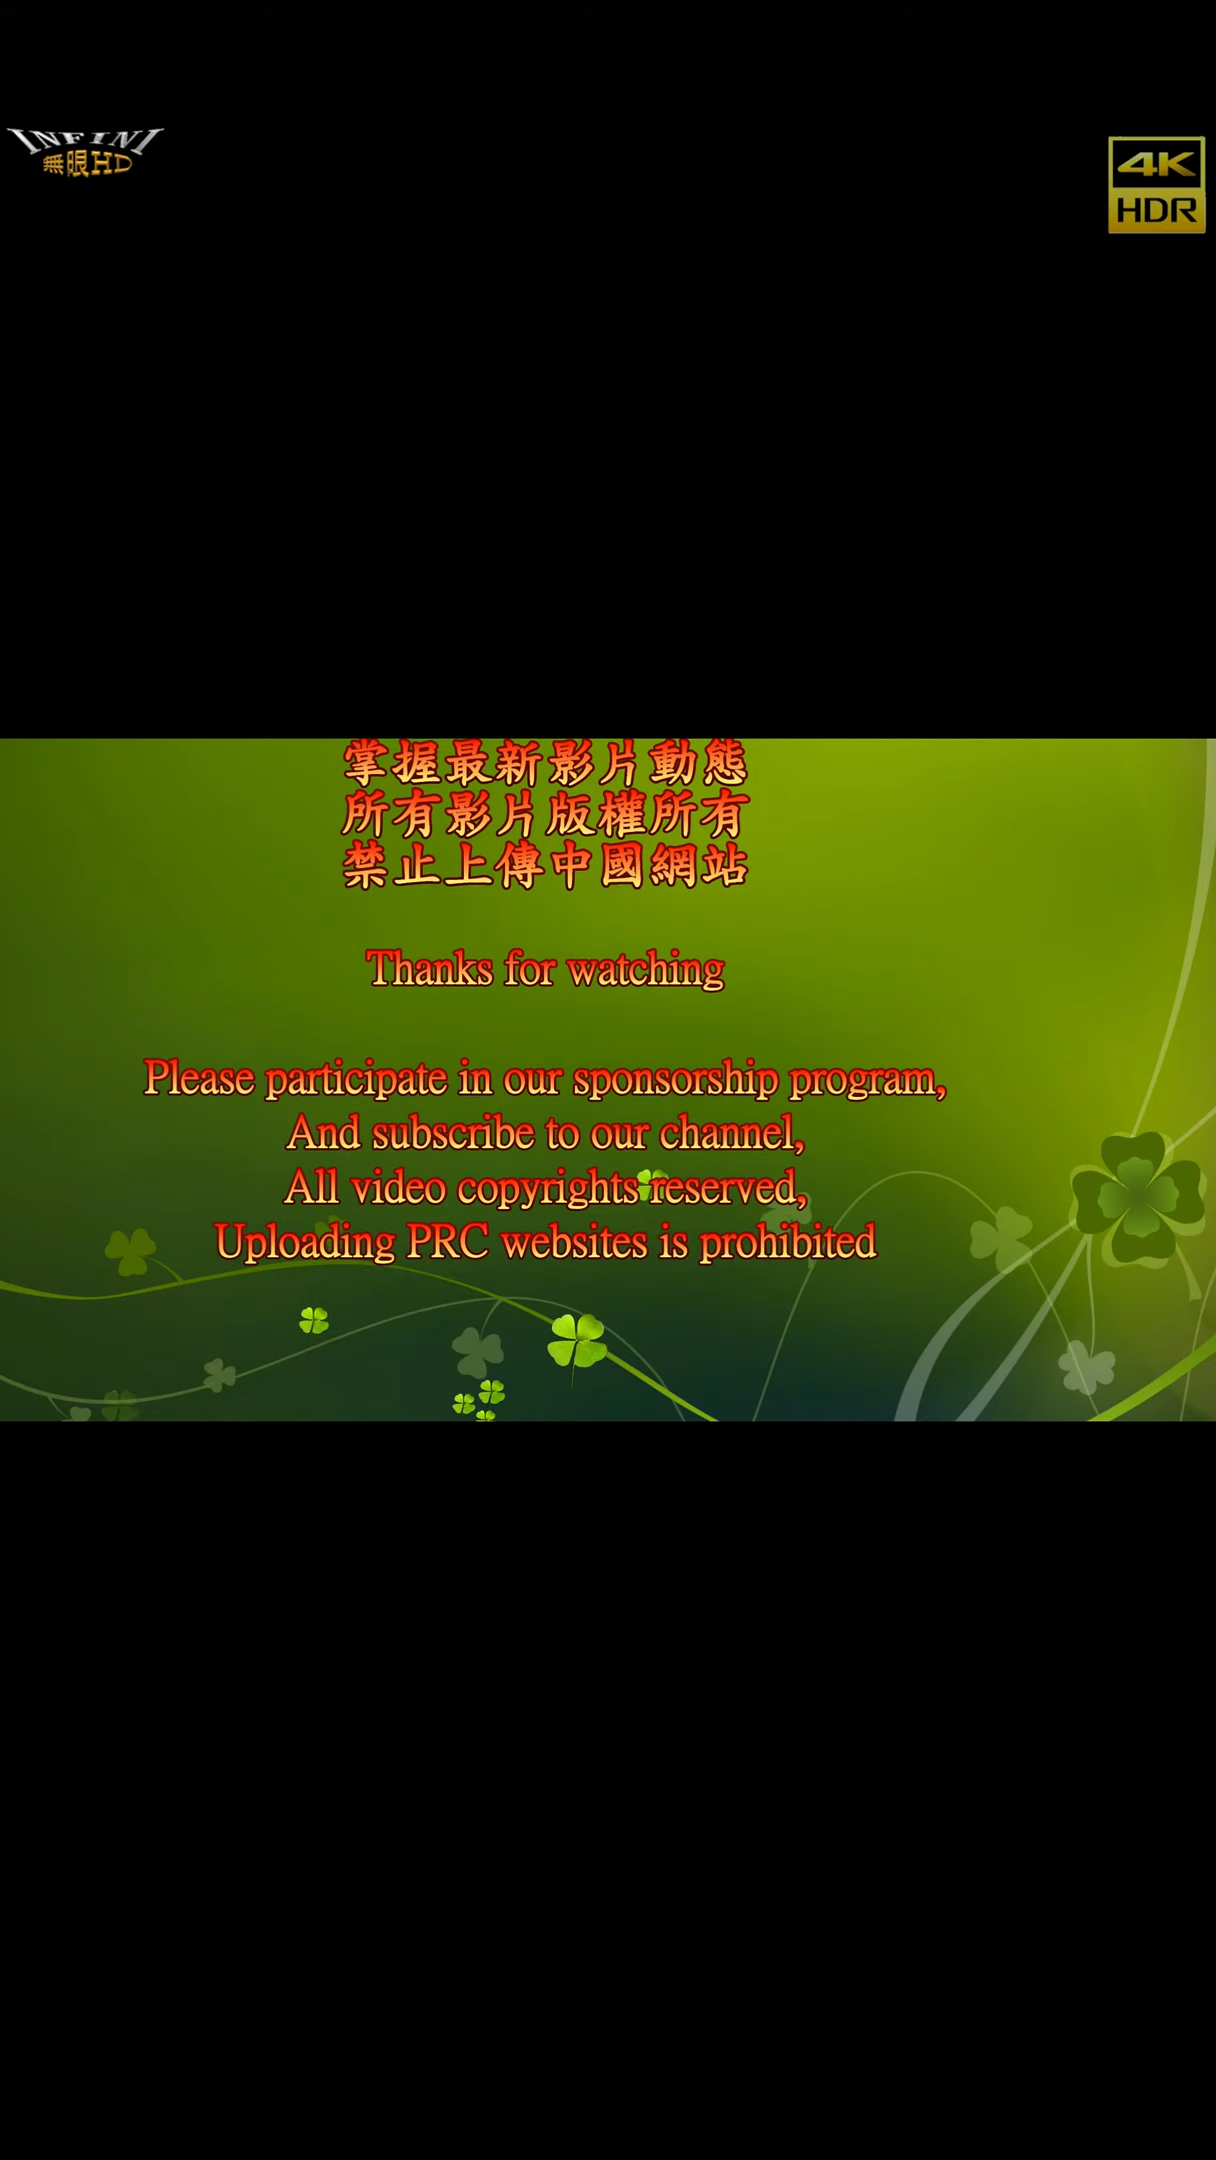 INFINI
無限HD
4K
HDR
掌握最新影片動態
所有影片版權所有
禁止上傳中國網站
Thanks for watching
Please participate in our sponsorship program,
And subscribe to our channel,
All video copyrights reserved,
Uploading PRC websites is prohibited